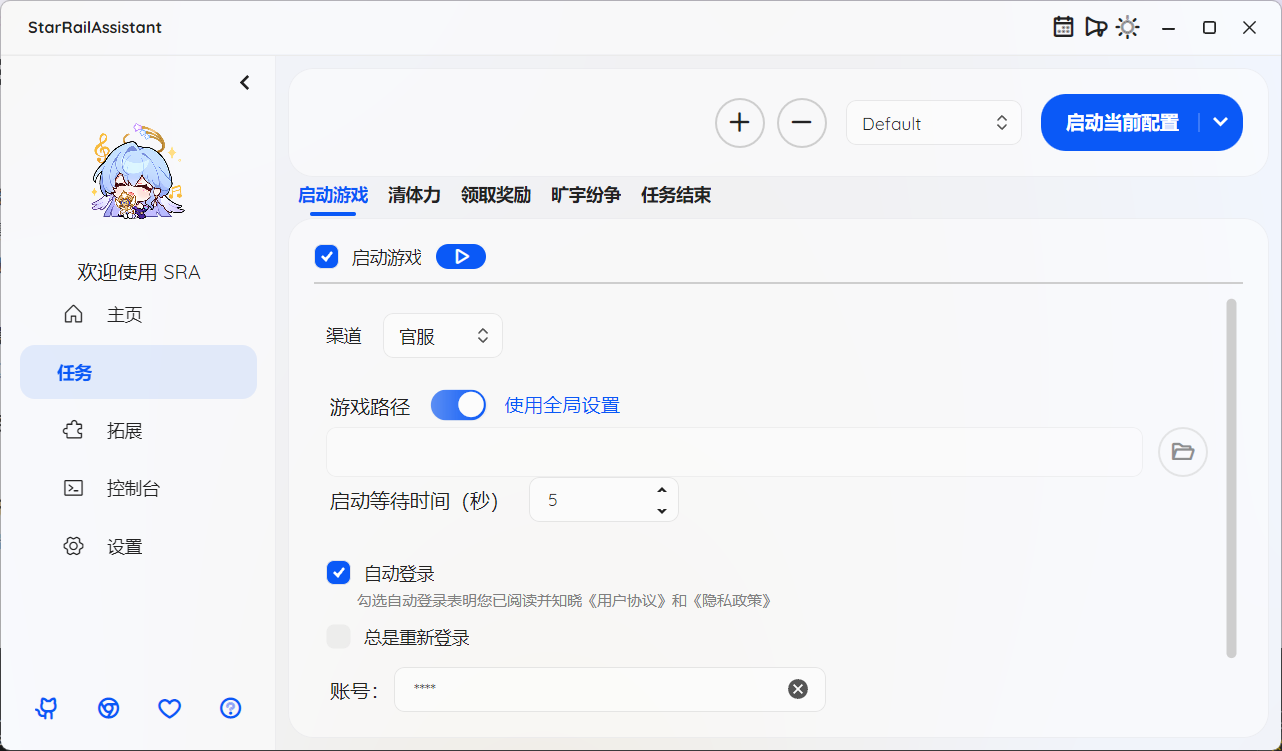 StarRailAssistant
Default
启动当前配置
启动游戏 清体力 领取奖励 旷宇纷争 任务结束
欢迎使用 SRA
主页
任务
拓展
控制台
设置
启动游戏
渠道 官服
游戏路径 使用全局设置
启动等待时间（秒） 5
自动登录
勾选自动登录表明您已阅读并知晓《用户协议》和《隐私政策》
总是重新登录
账号： ****